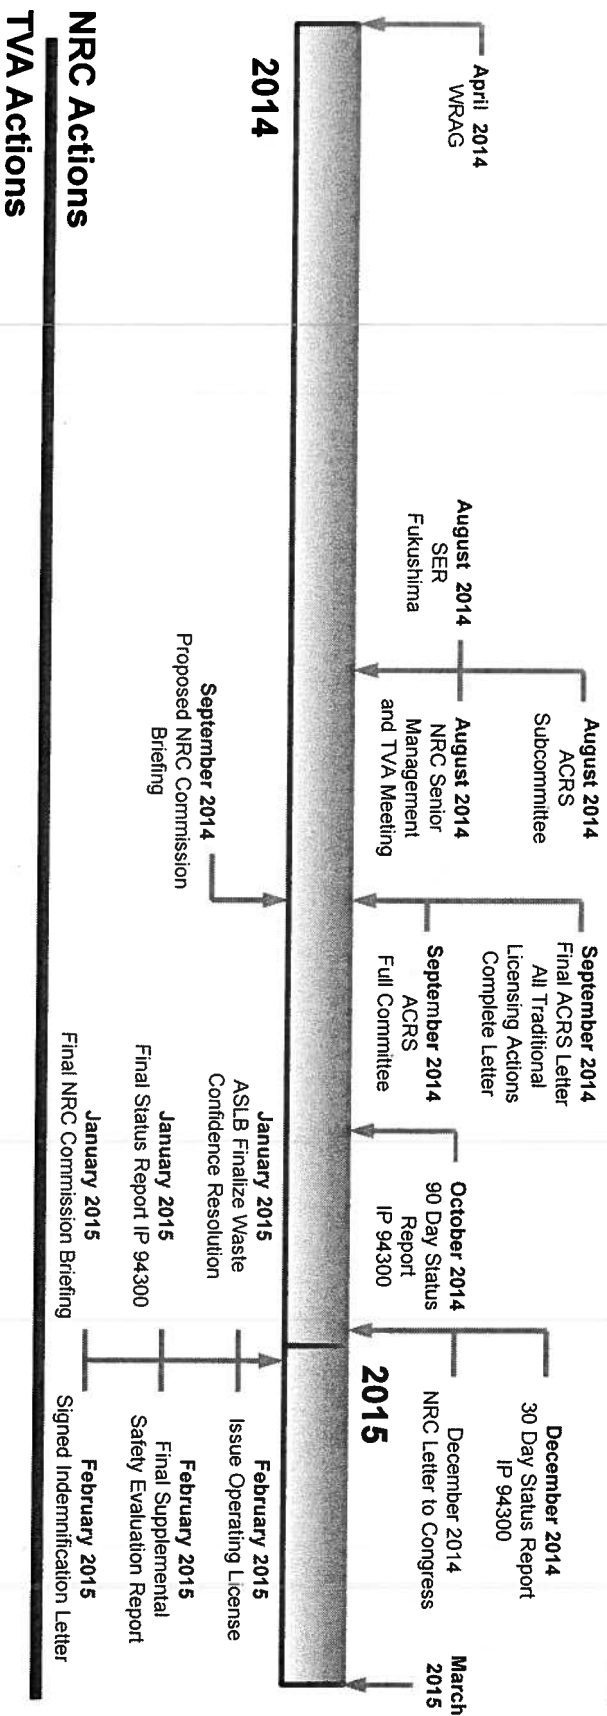 April 2014
WRAG
August 2014
SER
Fukushima
August 2014
ACRS
Subcommittee
August 2014
NRC Senior
Management
and TVA Meeting
September 2014
Final ACRS Letter
All Traditional
Licensing Actions
Complete Letter
September 2014
ACRS
Full Committee
October 2014
90 Day Status
Report
IP 94300
December 2014
30 Day Status Report
IP 94300
December 2014
NRC Letter to Congress
March
2015
2014
2015
September 2014
Proposed NRC Commission
Briefing
January 2015
ASLB Finalize Waste
Confidence Resolution
January 2015
Final Status Report IP 94300
January 2015
Final NRC Commission Briefing
February 2015
Issue Operating License
February 2015
Final Supplemental
Safety Evaluation Report
February 2015
Signed Indemnification Letter
NRC Actions
TVA Actions